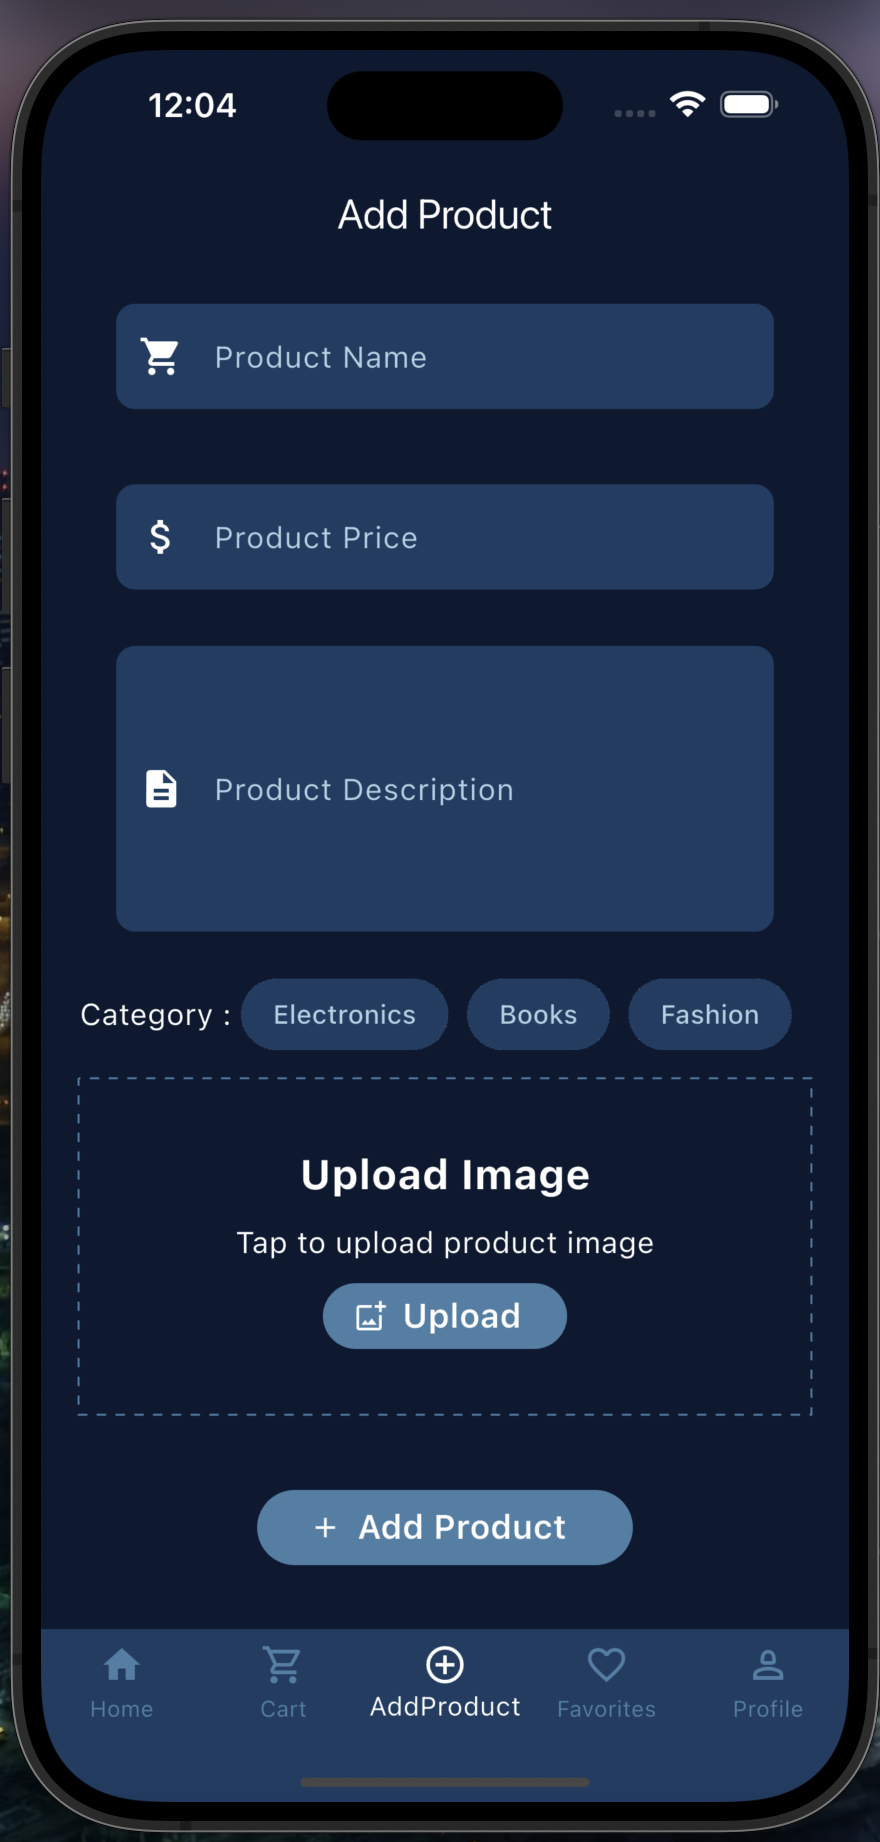 12:04
Add Product
Product Name
Product Price
Product Description
Category : Electronics Books Fashion
Upload Image
Tap to upload product image
Upload
+ Add Product
Home Cart AddProduct Favorites Profile